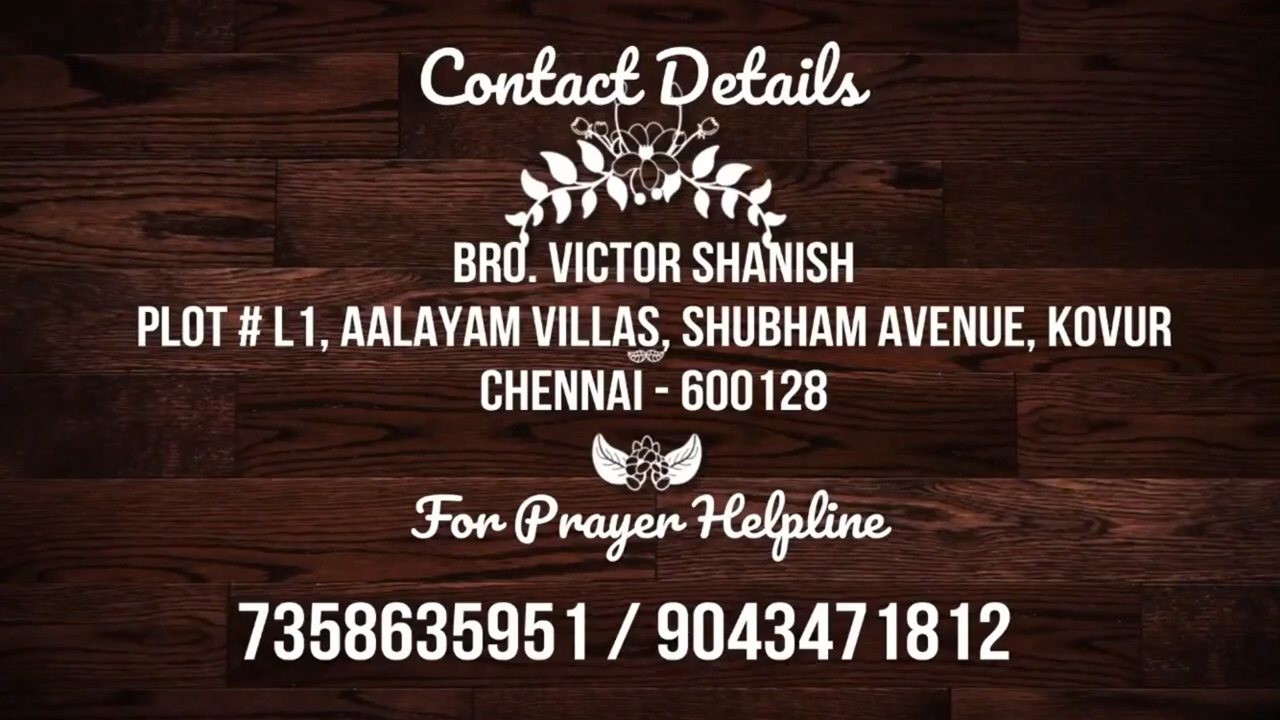 Contact Details
BRO. VICTOR SHANISH
PLOT # L1, AALAYAM VILLAS, SHUBHAM AVENUE, KOVUR
CHENNAI - 600128
For Prayer Helpline
7358635951 / 9043471812